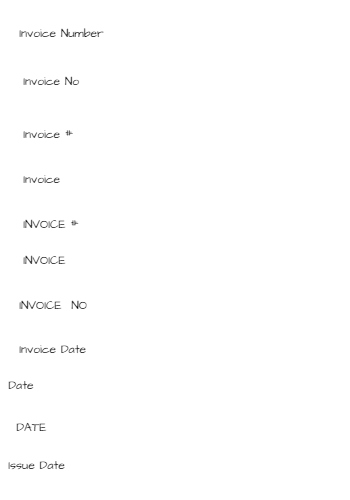 Invoice Number
Invoice No
Invoice #
Invoice
INVOICE #
INVOICE
INVOICE NO
Invoice Date
Date
DATE
Issue Date